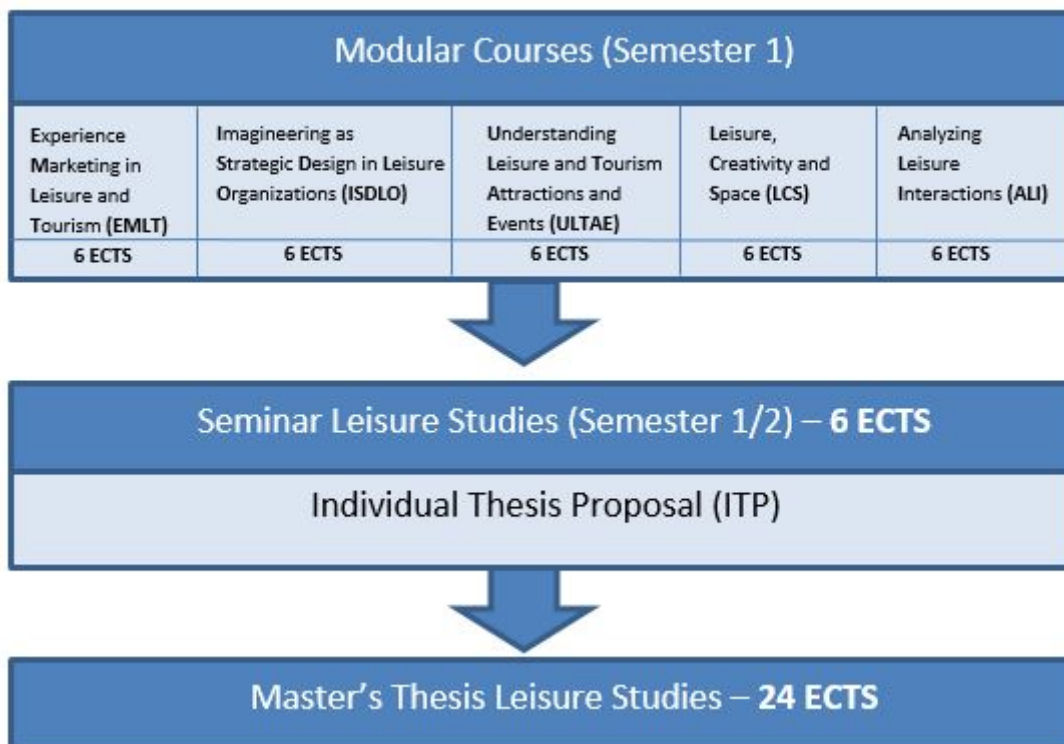 Modular Courses (Semester 1)
Experience
Marketing in
Leisure and
Tourism (EMLT)
6 ECTS
Imagineering as
Strategic Design in Leisure
Organizations (ISDLO)
6 ECTS
Understanding
Leisure and Tourism
Attractions and
Events (ULTAE)
6 ECTS
Leisure,
Creativity and
Space (LCS)
6 ECTS
Analyzing
Leisure
Interactions (ALI)
6 ECTS
Seminar Leisure Studies (Semester 1/2) – 6 ECTS
Individual Thesis Proposal (ITP)
Master's Thesis Leisure Studies – 24 ECTS